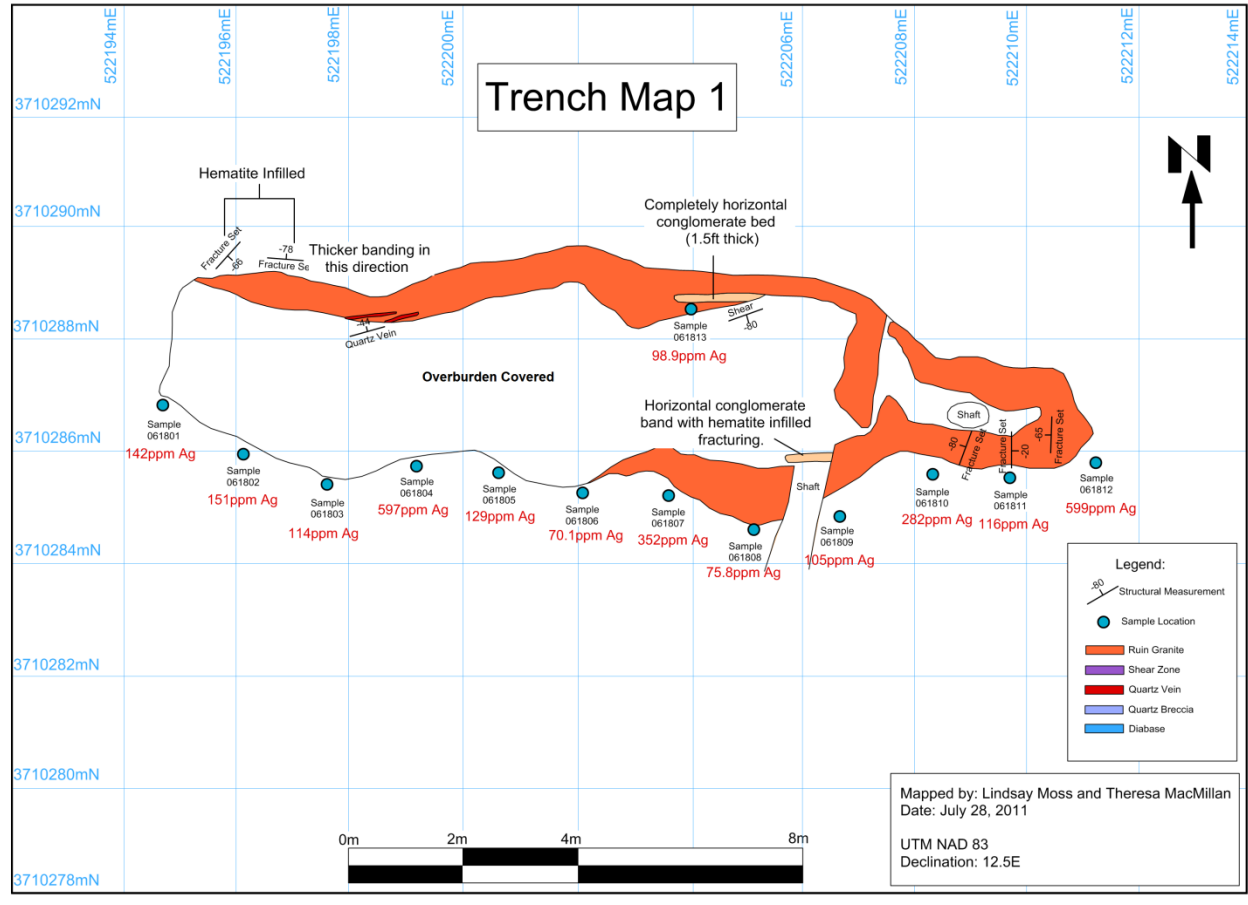 522194mE
522196mE
522198mE
522200mE
522206mE
522208mE
522210mE
522212mE
522214mE
Trench Map 1
3710292mN
3710290mN
3710288mN
3710286mN
3710284mN
3710282mN
3710280mN
3710278mN
N
Hematite Infilled
Fracture Set
-66
-78
Fracture Se
Thicker banding in
this direction
-44
Quartz Vein
Completely horizontal
conglomerate bed
(1.5ft thick)
Shear
-80
Sample
061813
98.9ppm Ag
Overburden Covered
Horizontal conglomerate
band with hematite infilled
fracturing.
Shaft
Shaft
-80
Fracture Set
Fracture Set
-20
-65
Fracture Set
Sample
061801
142ppm Ag
Sample
061802
151ppm Ag
Sample
061803
114ppm Ag
Sample
061804
597ppm Ag
Sample
061805
129ppm Ag
Sample
061806
70.1ppm Ag
Sample
061807
352ppm Ag
Sample
061808
75.8ppm Ag
Sample
061809
105ppm Ag
Sample
061810
282ppm Ag
Sample
061811
116ppm Ag
Sample
061812
599ppm Ag
Legend:
-80
Structural Measurement
Sample Location
Ruin Granite
Shear Zone
Quartz Vein
Quartz Breccia
Diabase
0m 2m 4m 8m
Mapped by: Lindsay Moss and Theresa MacMillan
Date: July 28, 2011
UTM NAD 83
Declination: 12.5E